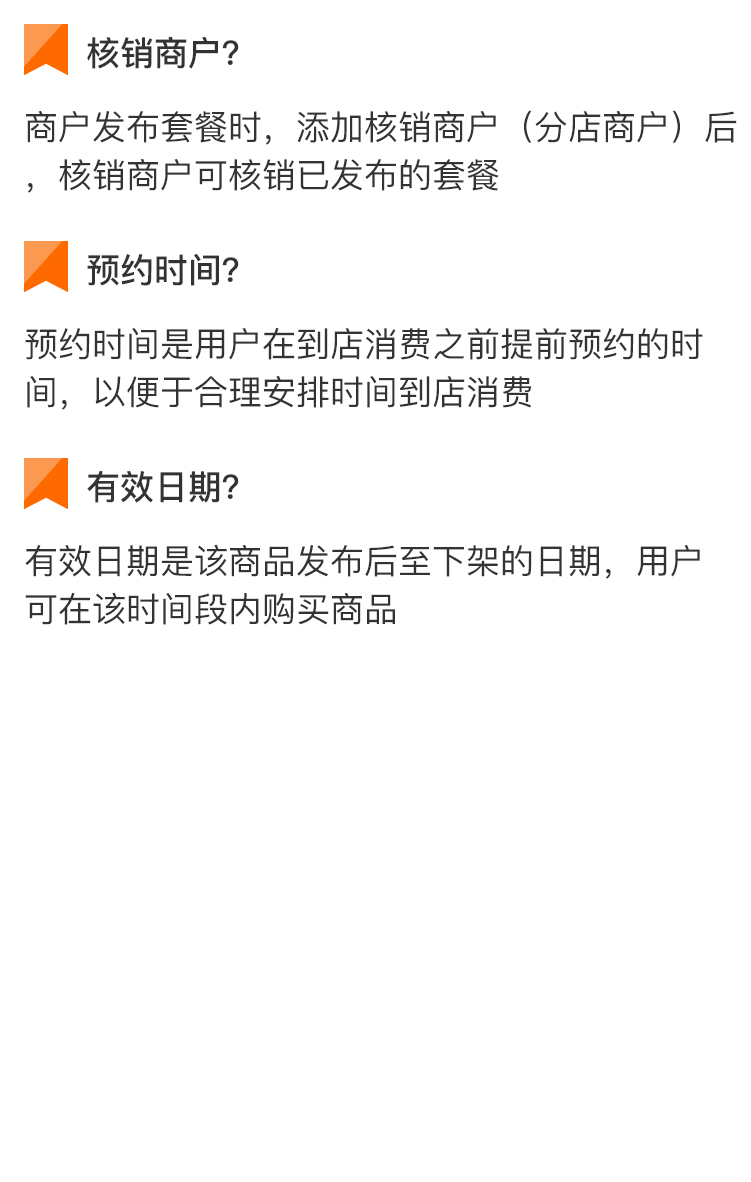 核销商户?
商户发布套餐时，添加核销商户（分店商户）后
，核销商户可核销已发布的套餐
预约时间?
预约时间是用户在到店消费之前提前预约的时
间，以便于合理安排时间到店消费
有效日期?
有效日期是该商品发布后至下架的日期，用户
可在该时间段内购买商品